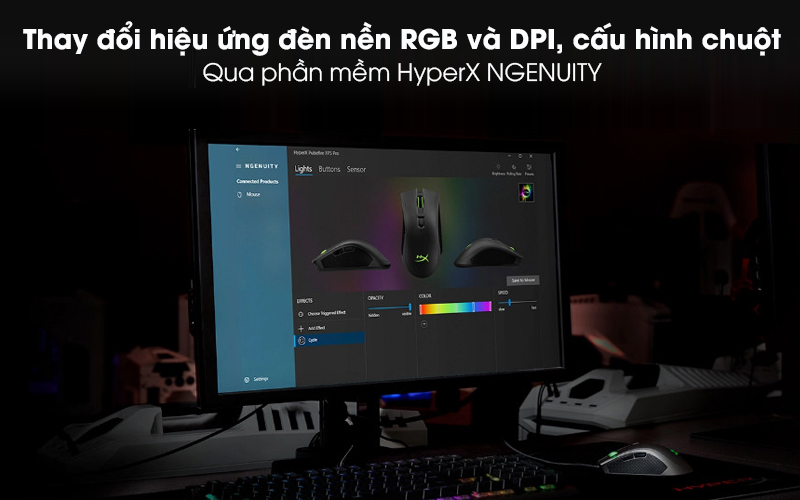 Thay đổi hiệu ứng đèn nền RGB và DPI, cấu hình chuột
Qua phần mềm HyperX NGENUITY
HyperX Pulsefire FPS Pro
NGENUITY
Lights Buttons Sensor
Brightness Polling Rate Presets
Connected Products
Mouse
Save to Mouse
EFFECTS
OPACITY
COLOR
SPEED
Choose Triggered Effect
Add Effect
Cycle
Settings